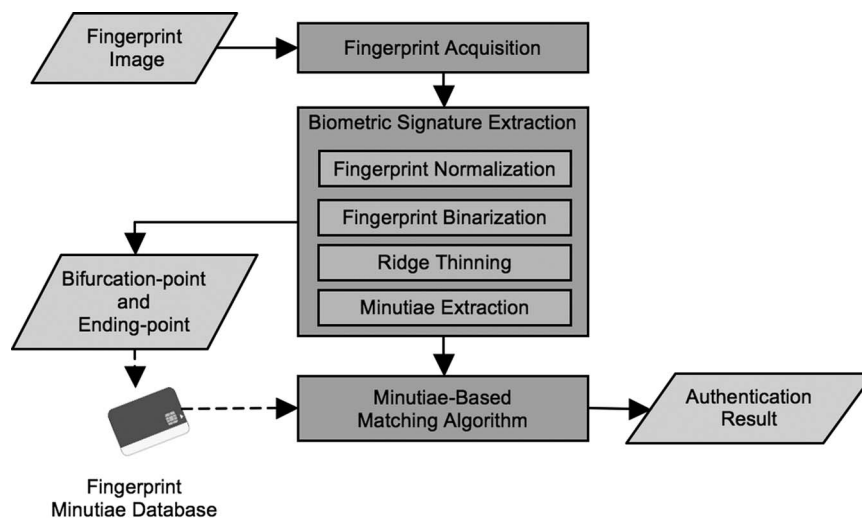 Fingerprint
Image
Fingerprint Acquisition
Biometric Signature Extraction
Fingerprint Normalization
Fingerprint Binarization
Ridge Thinning
Minutiae Extraction
Bifurcation-point
and
Ending-point
Minutiae-Based
Matching Algorithm
Authentication
Result
Fingerprint
Minutiae Database